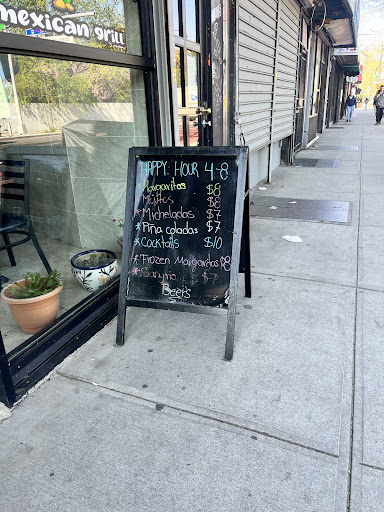 mexican grill
HAPPY HOUR 4-8
* Margaritas $8
* Mojitos $8
* Micheladas $7
* Piña coladas $7
* Cocktails $10
* Frozen Margaritas $8
* Sangria $7
Beers